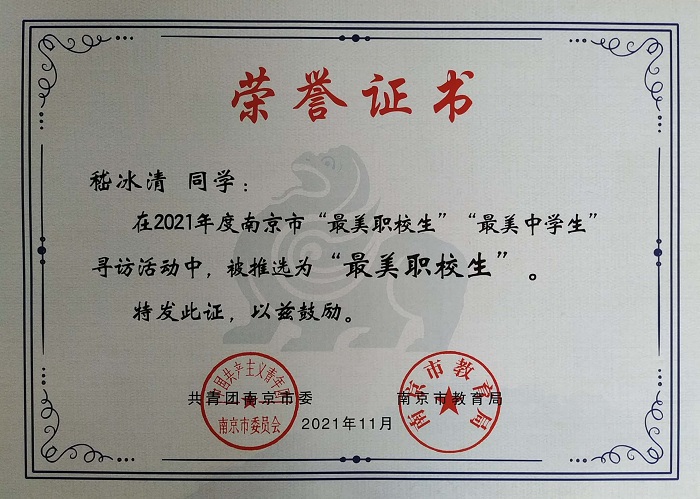 荣誉证书
嵇冰清 同学：
在2021年度南京市“最美职校生”“最美中学生”
寻访活动中，被推选为“最美职校生”。
特发此证，以兹鼓励。
中国共产主义青年团
南京市委员会
共青团南京市委
南京市教育局
南京市教育局
2021年11月